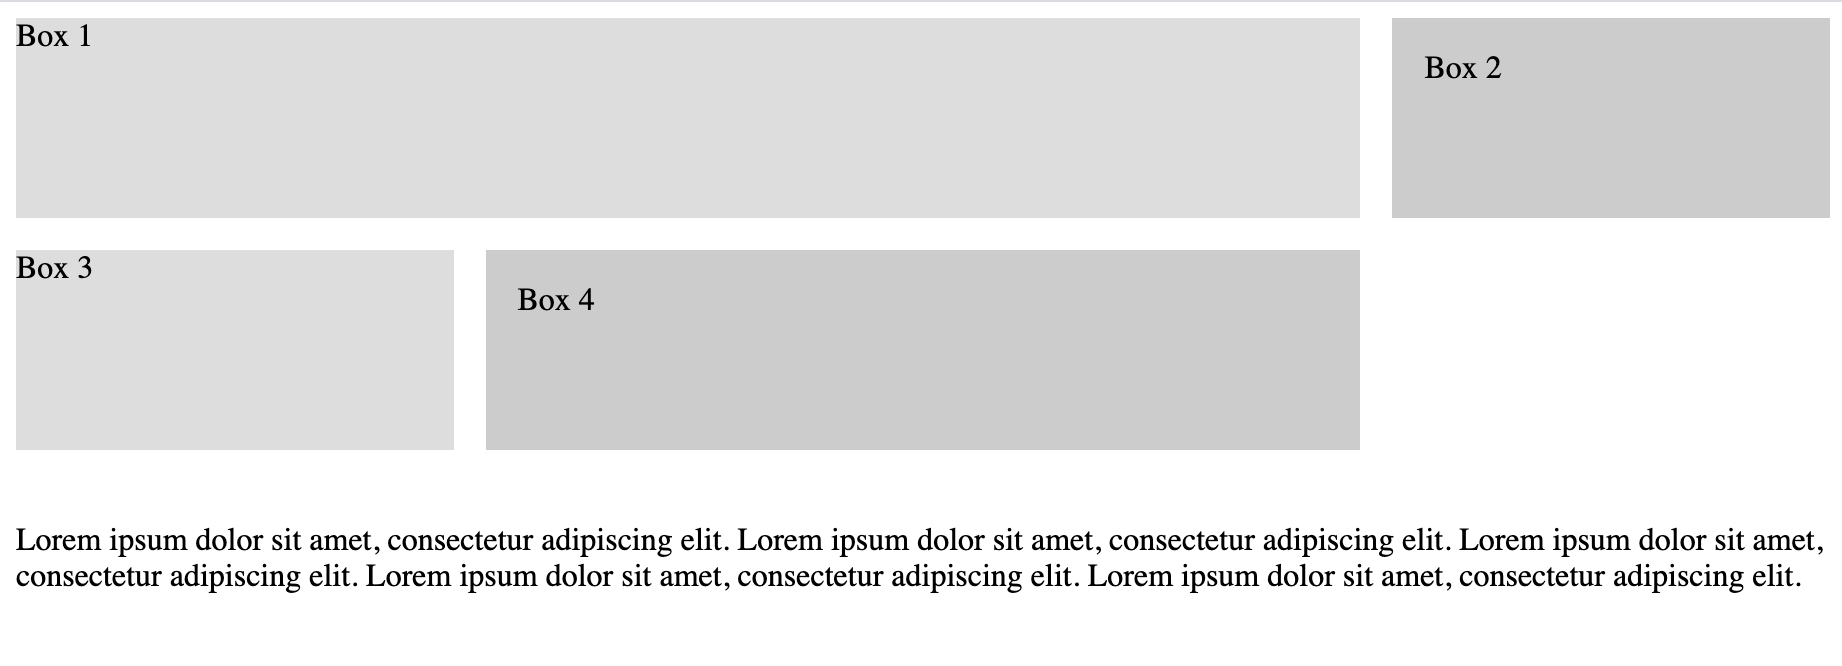 Box 1
Box 2
Box 3
Box 4
Lorem ipsum dolor sit amet, consectetur adipiscing elit. Lorem ipsum dolor sit amet, consectetur adipiscing elit. Lorem ipsum dolor sit amet,
consectetur adipiscing elit. Lorem ipsum dolor sit amet, consectetur adipiscing elit. Lorem ipsum dolor sit amet, consectetur adipiscing elit.